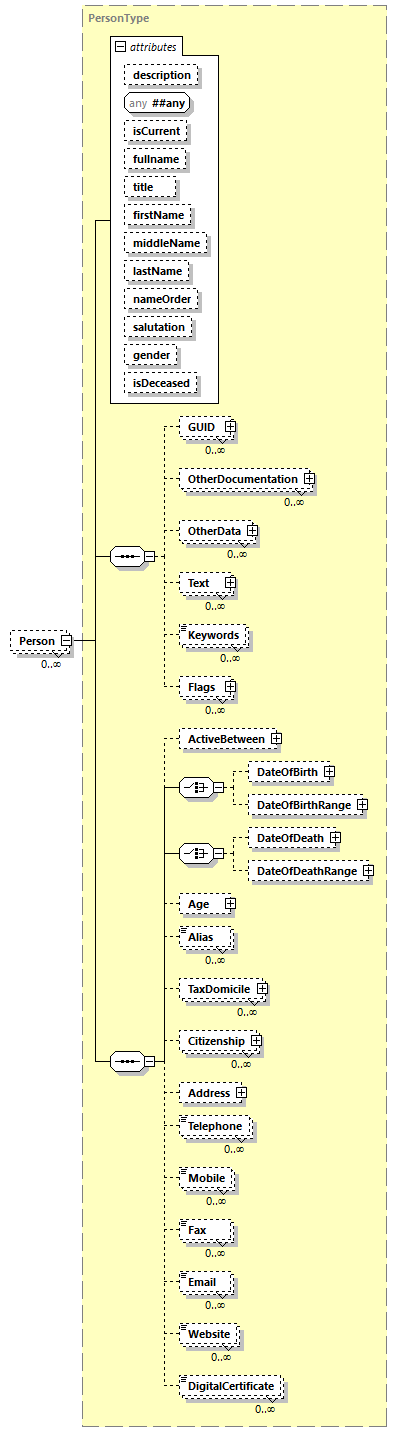 PersonType
attributes
description
any ##any
isCurrent
fullname
title
firstName
middleName
lastName
nameOrder
salutation
gender
isDeceased
GUID
0..∞
OtherDocumentation
0..∞
OtherData
0..∞
Text
0..∞
Keywords
0..∞
Person
0..∞
Flags
0..∞
ActiveBetween
DateOfBirth
DateOfBirthRange
DateOfDeath
DateOfDeathRange
Age
Alias
0..∞
TaxDomicile
0..∞
Citizenship
0..∞
Address
Telephone
0..∞
Mobile
0..∞
Fax
0..∞
Email
0..∞
Website
0..∞
DigitalCertificate
0..∞